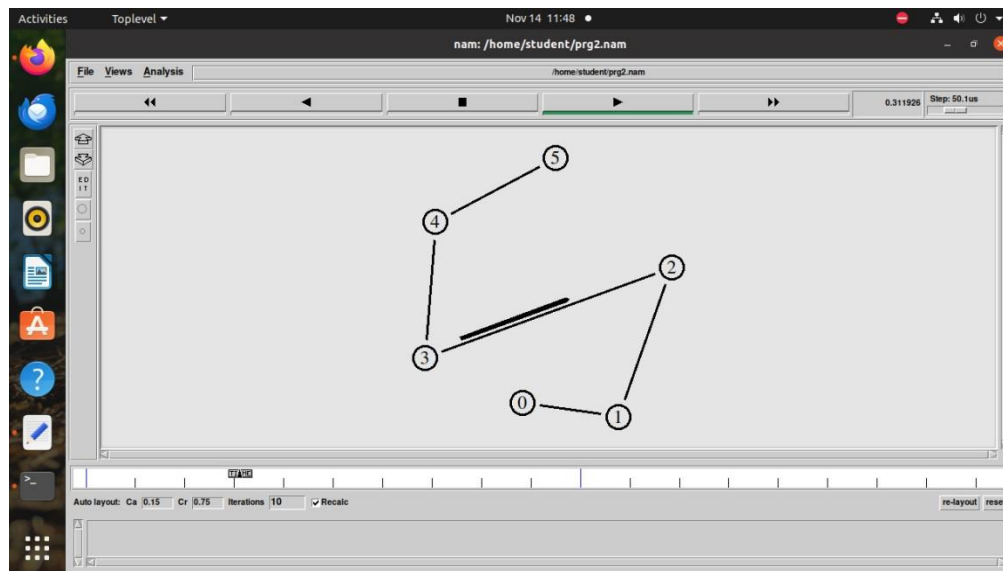 Activities Toplevel Nov 14 11:48
nam: /home/student/prg2.nam
File Views Analysis /home/student/prg2.nam
0.311926 Step: 50.1us
E D
I T
5
4
2
3
0
1
TIME
Auto layout: Ca 0.15 Cr 0.75 Iterations 10 Recalc re-layout rese